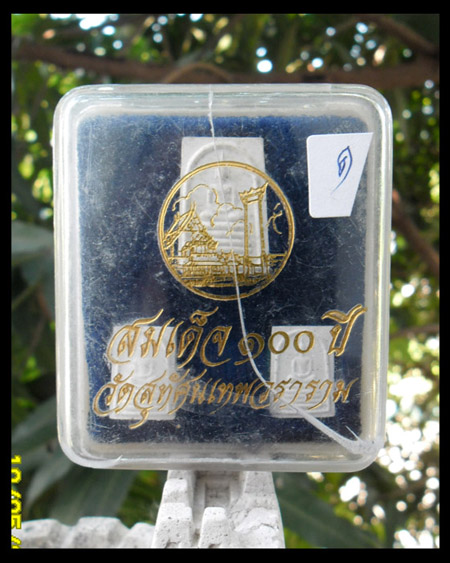 ๑
สมเด็จ ๑๐๐ ปี
วัดสุทัศนเทพวราราม